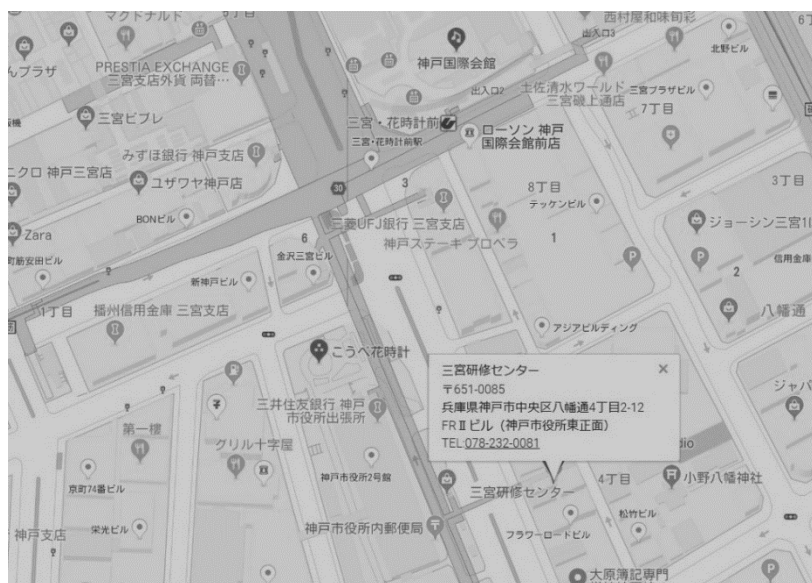 マクドナルド
5丁目
西村屋和味旬彩
6丁
出入口3
北野ビル
んプラザ
神戸国際会館
PRESTIA EXCHANGE
三宮支店外貨 両替…
出入口2
土佐清水ワールド
三宮磯上通店
三宮プラザビル
三宮ビブレ
三宮・花時計前
7丁目
ローソン 神戸
国際会館前店
三宮・花時計前駅
みずほ銀行 神戸支店
ニクロ 神戸三宮店
ユザワヤ神戸店
30
3
8丁目
テッケンビル
3丁目
BONビル
三菱UFJ銀行 三宮支店
ジョーシン三宮1(
Zara
神戸ステーキ プロペラ
6
1
町筋安田ビル
金沢三宮ビル
信用金庫
新神戸ビル
2
1丁目
播州信用金庫 三宮支店
八幡通
アジアビルディング
こうべ花時計
三宮研修センター
〒651-0085
兵庫県神戸市中央区八幡通4丁目2-12
FRⅡビル（神戸市役所東正面）
TEL:078-232-0081
ジャパ
三井住友銀行 神戸
市役所出張所
第一樓
グリル十字屋
dio
京町74番ビル
神戸市役所2号館
三宮研修センター
4丁目
小野八幡神社
神戸支店
栄光ビル
神戸市役所内郵便局
フラワーロードビル
松竹ビル
大原簿記専門